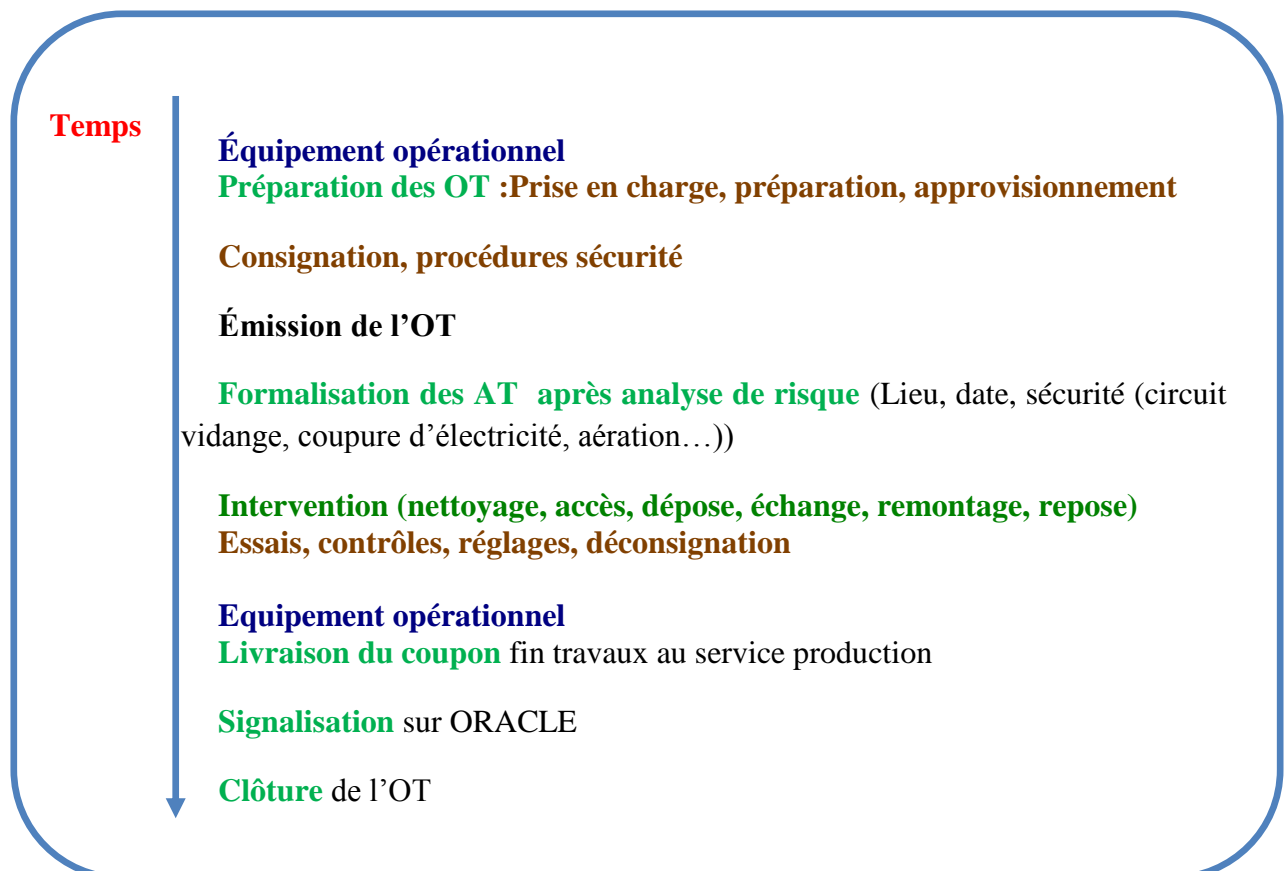 Temps
Équipement opérationnel
Préparation des OT :Prise en charge, préparation, approvisionnement
Consignation, procédures sécurité
Émission de l’OT
Formalisation des AT après analyse de risque (Lieu, date, sécurité (circuit
vidange, coupure d’électricité, aération…))
Intervention (nettoyage, accès, dépose, échange, remontage, repose)
Essais, contrôles, réglages, déconsignation
Equipement opérationnel
Livraison du coupon fin travaux au service production
Signalisation sur ORACLE
Clôture de l’OT